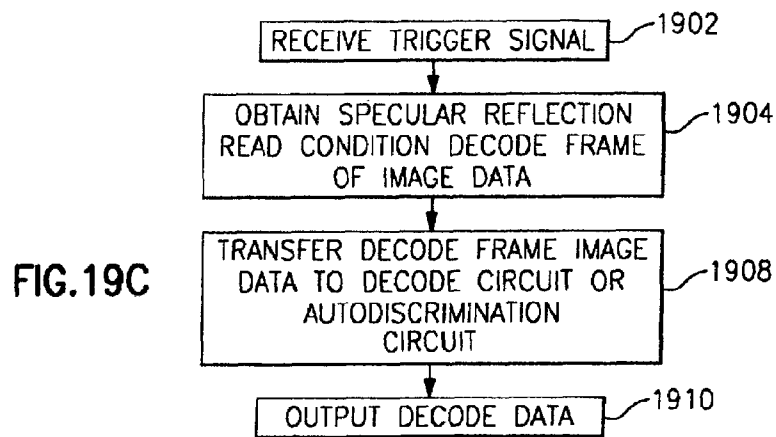 RECEIVE TRIGGER SIGNAL
1902
OBTAIN SPECULAR REFLECTION
READ CONDITION DECODE FRAME
OF IMAGE DATA
1904
TRANSFER DECODE FRAME IMAGE
DATA TO DECODE CIRCUIT OR
AUTODISCRIMINATION
CIRCUIT
1908
FIG.19C
OUTPUT DECODE DATA
1910